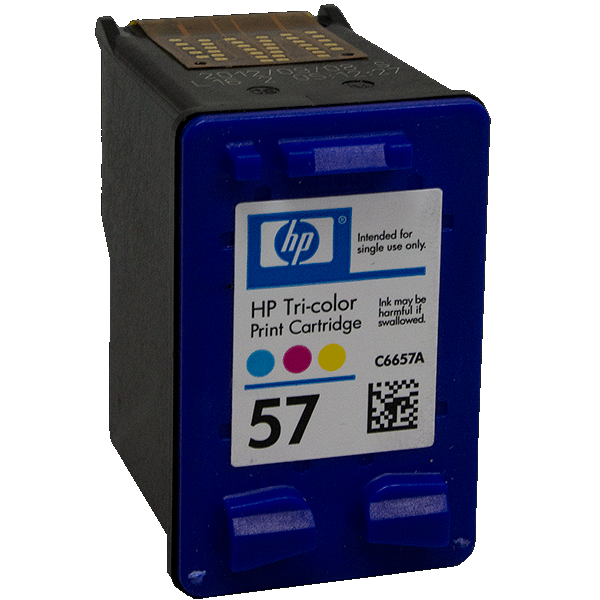 hp
®
Intended for
single use only.
HP Tri-color
Print Cartridge
Ink may be
harmful if
swallowed.
C6657A
57